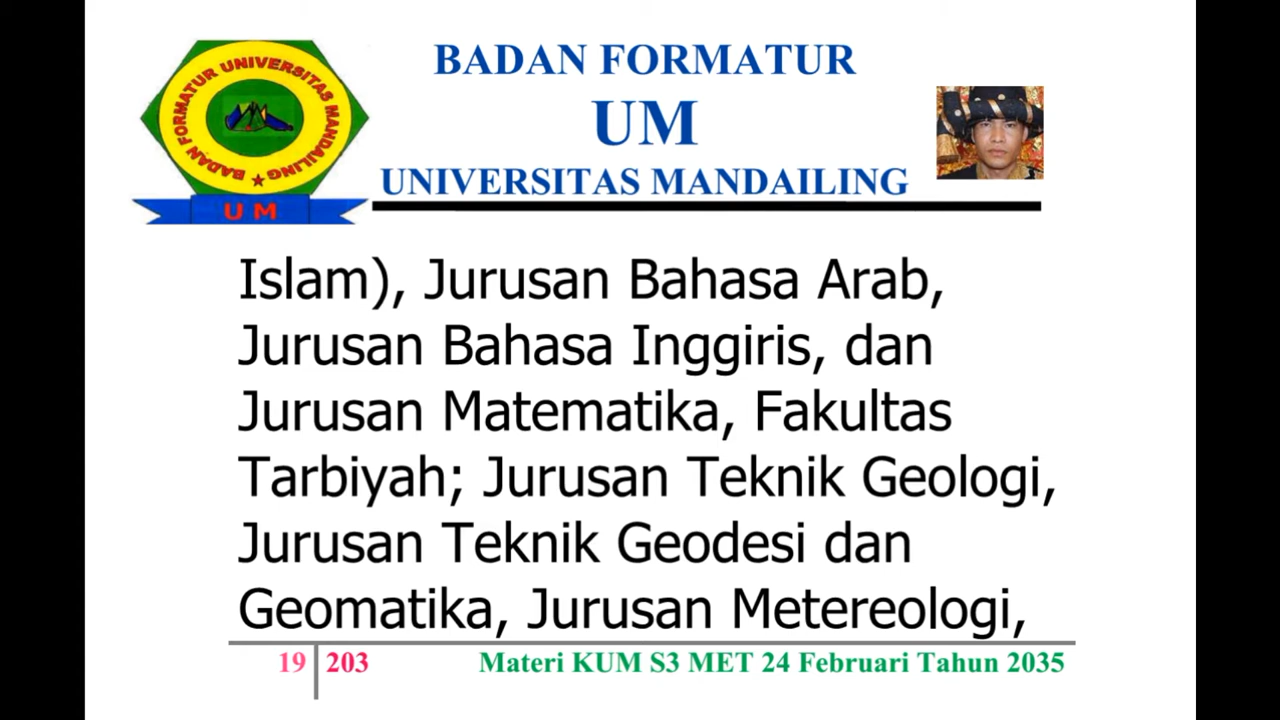 BADAN FORMATUR UNIVERSITAS MANDAILING
U M
BADAN FORMATUR
UM
UNIVERSITAS MANDAILING
Islam), Jurusan Bahasa Arab,
Jurusan Bahasa Inggiris, dan
Jurusan Matematika, Fakultas
Tarbiyah; Jurusan Teknik Geologi,
Jurusan Teknik Geodesi dan
Geomatika, Jurusan Metereologi,
19 203 Materi KUM S3 MET 24 Februari Tahun 2035